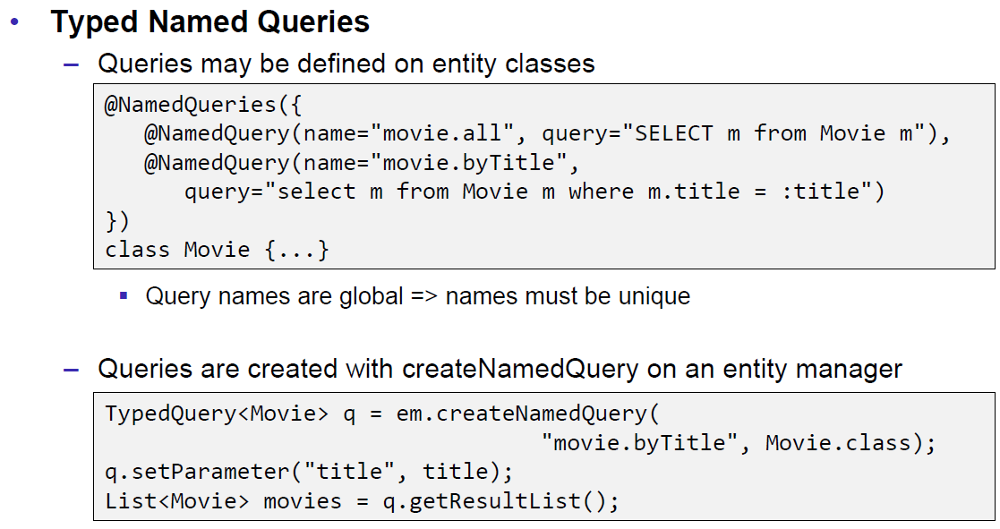 • Typed Named Queries
– Queries may be defined on entity classes
@NamedQueries({
   @NamedQuery(name="movie.all", query="SELECT m from Movie m"),
   @NamedQuery(name="movie.byTitle",
      query="select m from Movie m where m.title = :title")
})
class Movie {...}
▪ Query names are global => names must be unique
– Queries are created with createNamedQuery on an entity manager
TypedQuery<Movie> q = em.createNamedQuery(
                                 "movie.byTitle", Movie.class);
q.setParameter("title", title);
List<Movie> movies = q.getResultList();